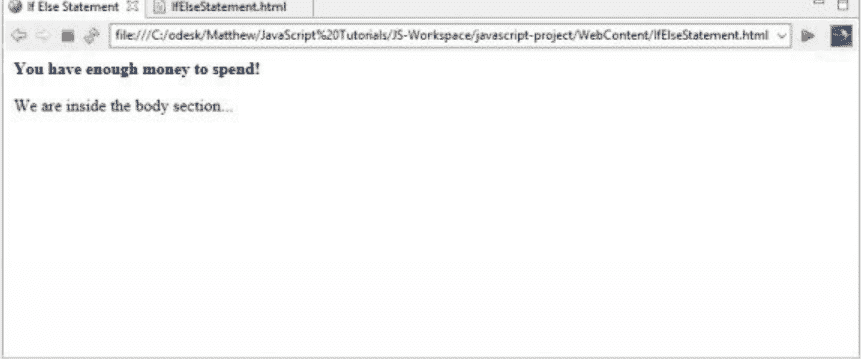 If Else Statement IfElseStatement.html
file:///C:/odesk/Matthew/JavaScript%20Tutorials/JS-Workspace/javascript-project/WebContent/IfElseStatement.html
You have enough money to spend!
We are inside the body section...